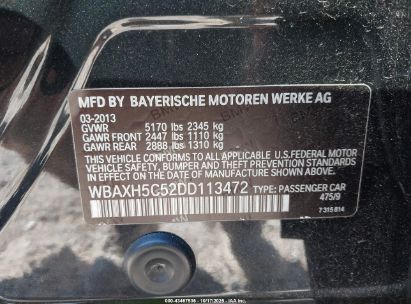 MFD BY BAYERISCHE MOTOREN WERKE AG
03-2013
GVWR 5170 lbs 2345 kg
GAWR FRONT 2447 lbs 1110 kg
GAWR REAR 2888 lbs 1310 kg
THIS VEHICLE CONFORMS TO ALL APPLICABLE U.S.FEDERAL MOTOR
VEHICLE SAFETY, BUMPER, AND THEFT PREVENTION STANDARDS
IN EFFECT ON THE DATE OF MANUFACTURE SHOWN ABOVE.
WBAXH5C52DD113472 TYPE: PASSENGER CAR
475/9
7 315 814